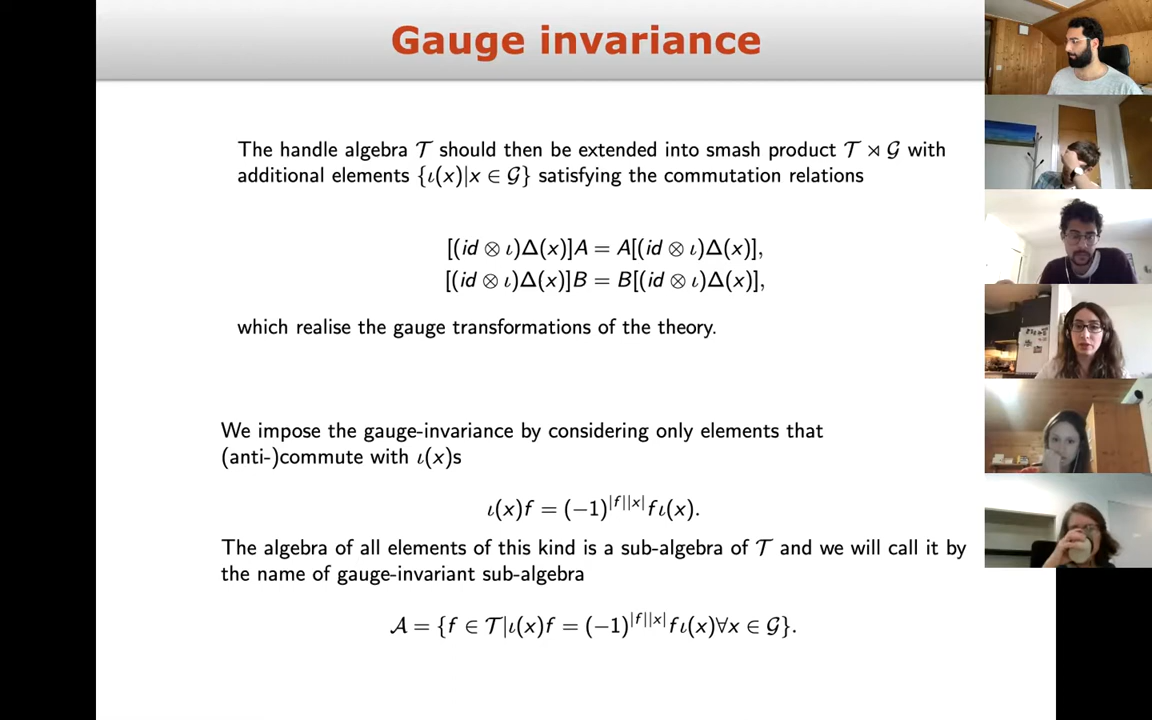 Gauge invariance
The handle algebra 𝒯 should then be extended into smash product 𝒯 ⋊ 𝒢 with
additional elements {ι(x)|x ∈ 𝒢} satisfying the commutation relations
[(id ⊗ ι)Δ(x)]A = A[(id ⊗ ι)Δ(x)],
[(id ⊗ ι)Δ(x)]B = B[(id ⊗ ι)Δ(x)],
which realise the gauge transformations of the theory.
We impose the gauge-invariance by considering only elements that
(anti-)commute with ι(x)s
ι(x)f = (−1)^{|f||x|} fι(x).
The algebra of all elements of this kind is a sub-algebra of 𝒯 and we will call it by
the name of gauge-invariant sub-algebra
𝒜 = {f ∈ 𝒯|ι(x)f = (−1)^{|f||x|} fι(x)∀x ∈ 𝒢}.